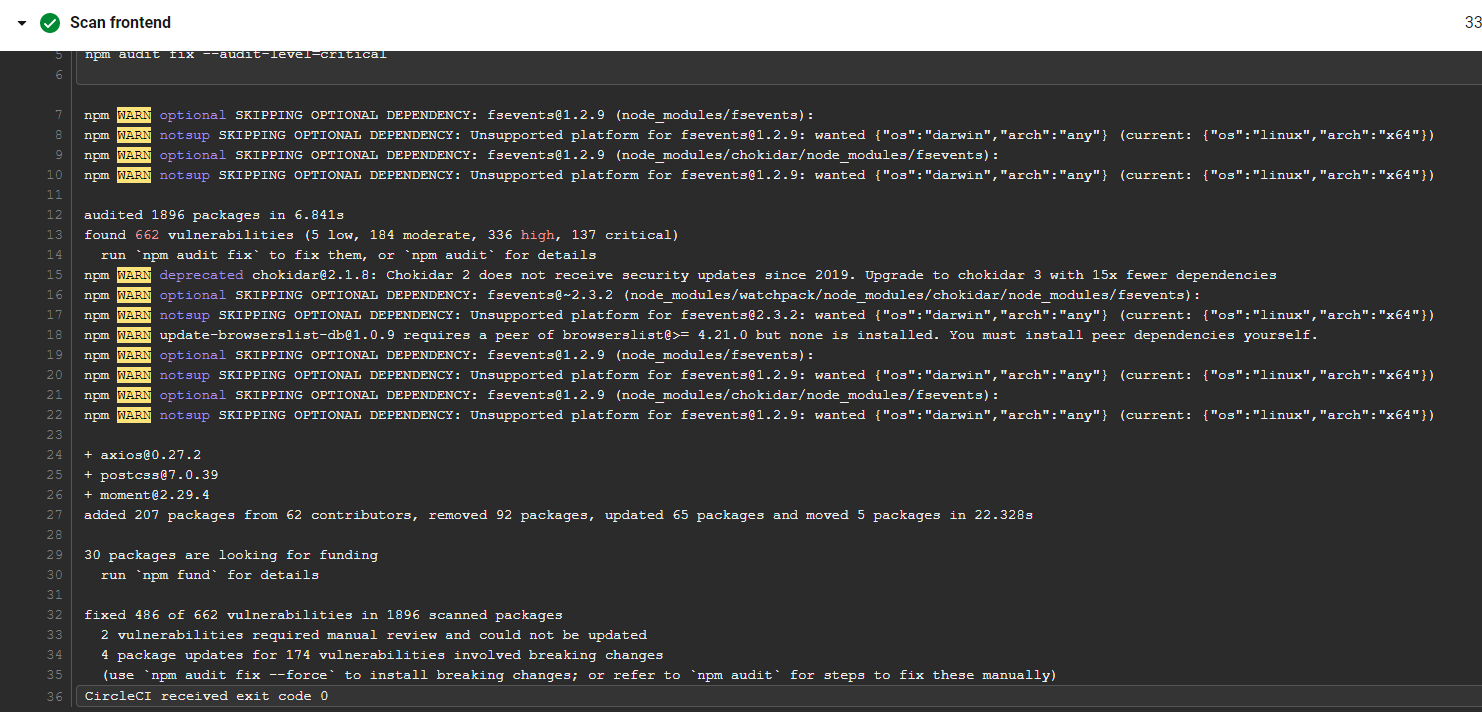 Scan frontend
33
5 npm audit fix --audit-level=critical
6
7 npm WARN optional SKIPPING OPTIONAL DEPENDENCY: fsevents@1.2.9 (node_modules/fsevents):
8 npm WARN notsup SKIPPING OPTIONAL DEPENDENCY: Unsupported platform for fsevents@1.2.9: wanted {"os":"darwin","arch":"any"} (current: {"os":"linux","arch":"x64"})
9 npm WARN optional SKIPPING OPTIONAL DEPENDENCY: fsevents@1.2.9 (node_modules/chokidar/node_modules/fsevents):
10 npm WARN notsup SKIPPING OPTIONAL DEPENDENCY: Unsupported platform for fsevents@1.2.9: wanted {"os":"darwin","arch":"any"} (current: {"os":"linux","arch":"x64"})
11
12 audited 1896 packages in 6.841s
13 found 662 vulnerabilities (5 low, 184 moderate, 336 high, 137 critical)
14 run `npm audit fix` to fix them, or `npm audit` for details
15 npm WARN deprecated chokidar@2.1.8: Chokidar 2 does not receive security updates since 2019. Upgrade to chokidar 3 with 15x fewer dependencies
16 npm WARN optional SKIPPING OPTIONAL DEPENDENCY: fsevents@~2.3.2 (node_modules/watchpack/node_modules/chokidar/node_modules/fsevents):
17 npm WARN notsup SKIPPING OPTIONAL DEPENDENCY: Unsupported platform for fsevents@2.3.2: wanted {"os":"darwin","arch":"any"} (current: {"os":"linux","arch":"x64"})
18 npm WARN update-browserslist-db@1.0.9 requires a peer of browserslist@>= 4.21.0 but none is installed. You must install peer dependencies yourself.
19 npm WARN optional SKIPPING OPTIONAL DEPENDENCY: fsevents@1.2.9 (node_modules/fsevents):
20 npm WARN notsup SKIPPING OPTIONAL DEPENDENCY: Unsupported platform for fsevents@1.2.9: wanted {"os":"darwin","arch":"any"} (current: {"os":"linux","arch":"x64"})
21 npm WARN optional SKIPPING OPTIONAL DEPENDENCY: fsevents@1.2.9 (node_modules/chokidar/node_modules/fsevents):
22 npm WARN notsup SKIPPING OPTIONAL DEPENDENCY: Unsupported platform for fsevents@1.2.9: wanted {"os":"darwin","arch":"any"} (current: {"os":"linux","arch":"x64"})
23
24 + axios@0.27.2
25 + postcss@7.0.39
26 + moment@2.29.4
27 added 207 packages from 62 contributors, removed 92 packages, updated 65 packages and moved 5 packages in 22.328s
28
29 30 packages are looking for funding
30 run `npm fund` for details
31
32 fixed 486 of 662 vulnerabilities in 1896 scanned packages
33 2 vulnerabilities required manual review and could not be updated
34 4 package updates for 174 vulnerabilities involved breaking changes
35 (use `npm audit fix --force` to install breaking changes; or refer to `npm audit` for steps to fix these manually)
36 CircleCI received exit code 0